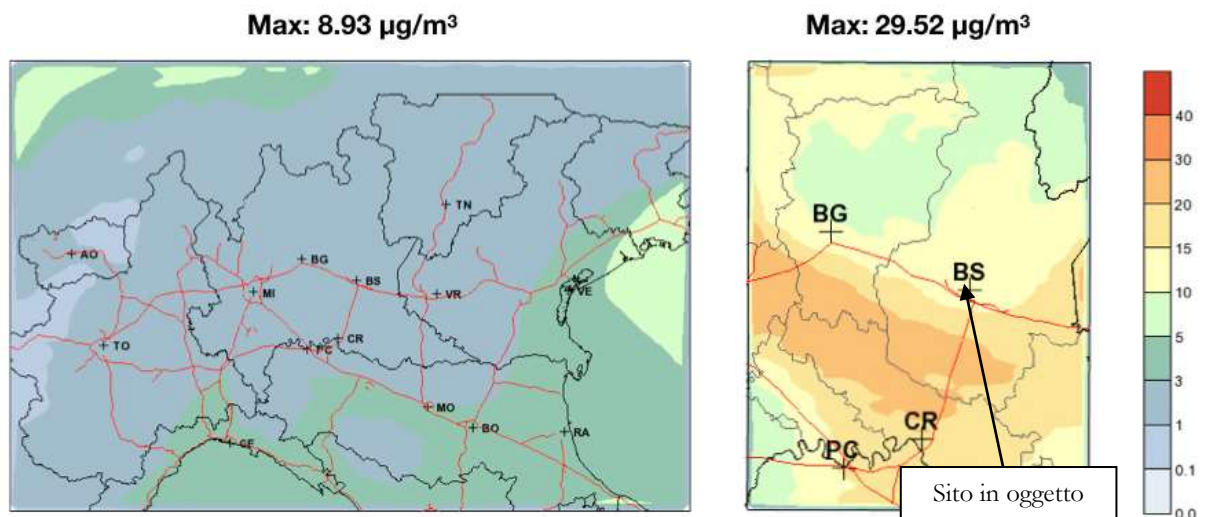 Max: 8.93 µg/m³
Max: 29.52 µg/m³
TN
AO
BG
BS
MI
VR
VE
TO
CR
PC
MO
BO
RA
GE
BG
BS
CR
PC
Sito in oggetto
40
30
20
15
10
5
3
1
0.1
0.0